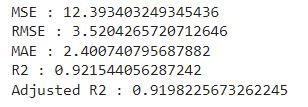 MSE : 12.393403249345436
RMSE : 3.5204265720712646
MAE : 2.400740795687882
R2 : 0.921544056287242
Adjusted R2 : 0.9198225673262245